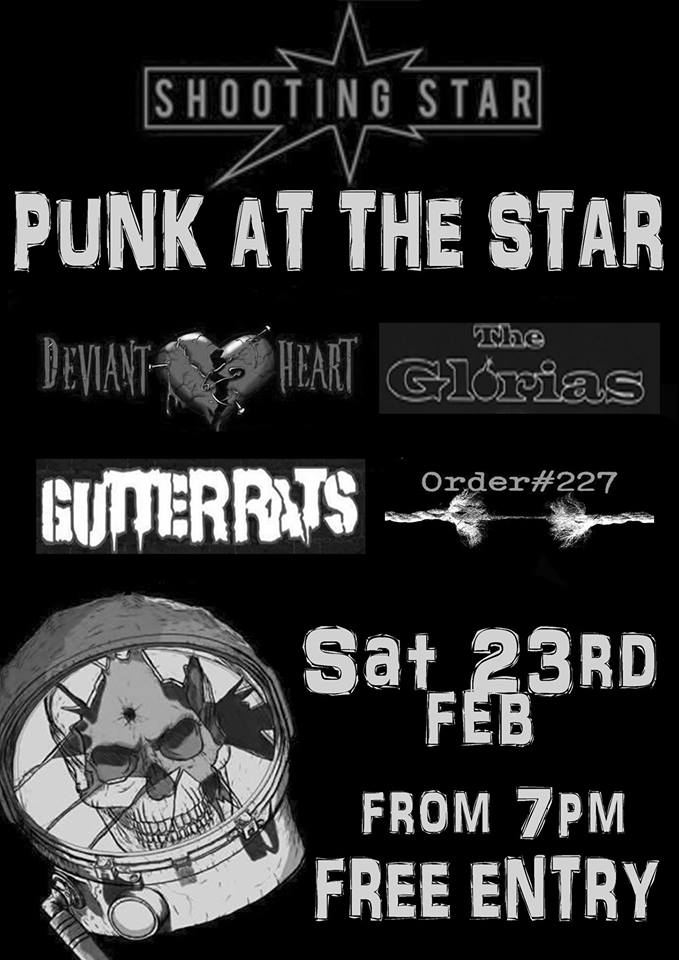 SHOOTING STAR
PUNK AT THE STAR
DEVIANT HEART
The
Glorias
GUTTER RATS
Order#227
Sat 23RD
FEB
FROM 7PM
FREE ENTRY